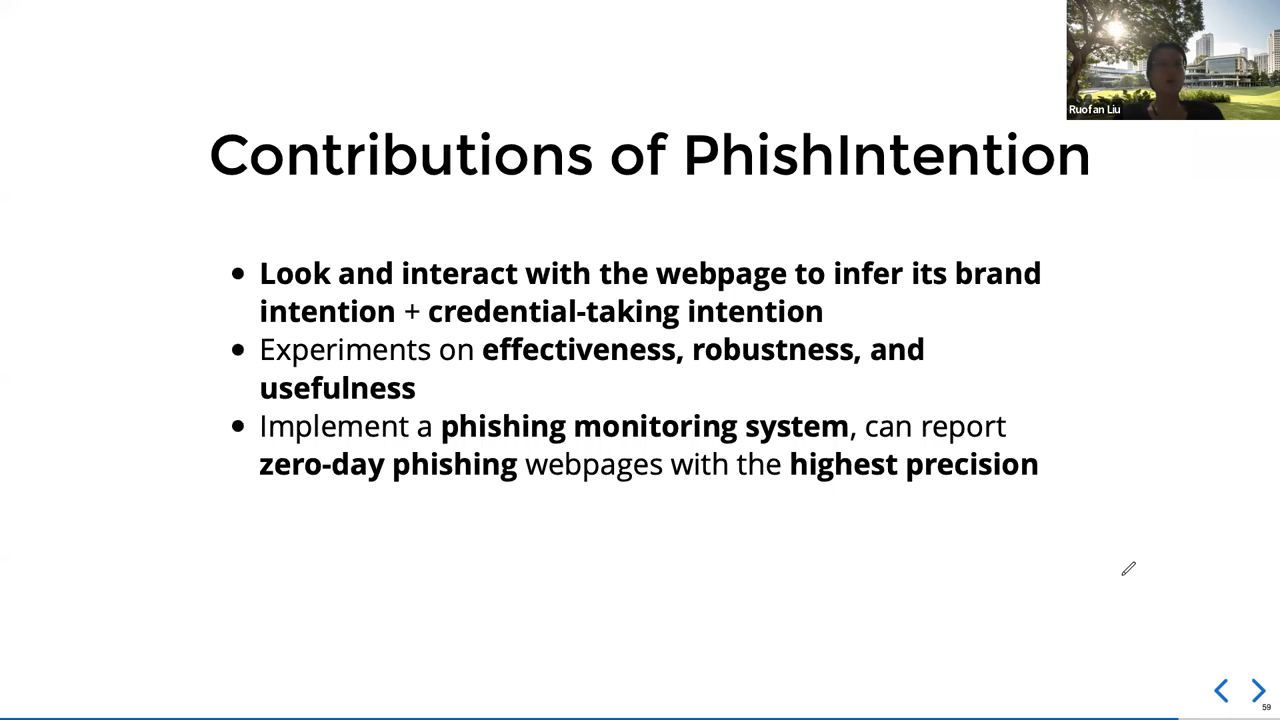 Ruofan Liu
Contributions of PhishIntention
Look and interact with the webpage to infer its brand
intention + credential-taking intention
Experiments on effectiveness, robustness, and
usefulness
Implement a phishing monitoring system, can report
zero-day phishing webpages with the highest precision
59